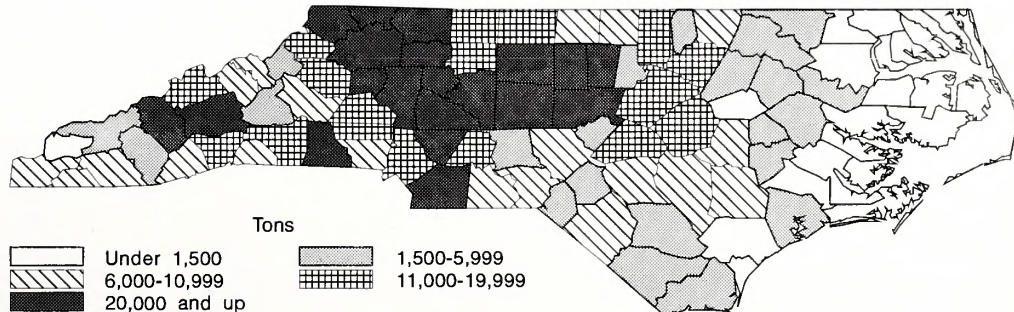 Tons
Under 1,500
1,500-5,999
6,000-10,999
11,000-19,999
20,000 and up